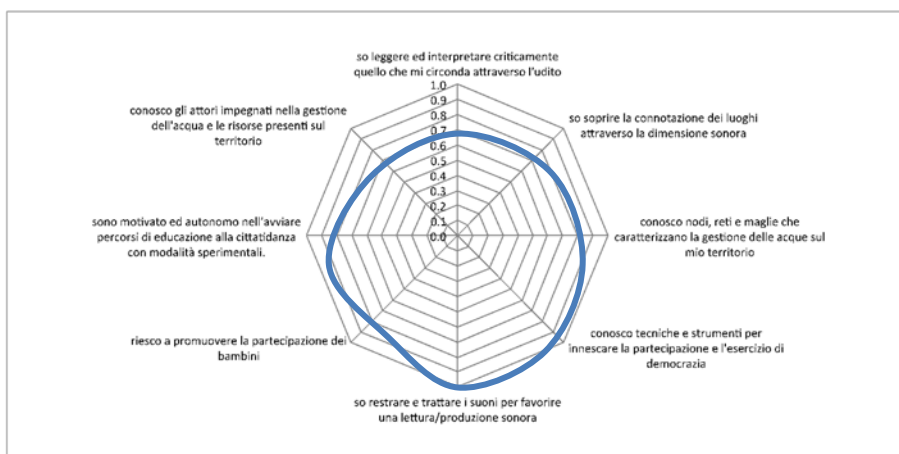 so leggere ed interpretare criticamente
quello che mi circonda attraverso l'udito
1.0
0.9
0.8
0.7
0.6
0.5
0.4
0.3
0.2
0.1
0.0
so soprire la connotazione dei luoghi
attraverso la dimensione sonora
conosco nodi, reti e maglie che
caratterizzano la gestione delle acque sul
mio territorio
conosco tecniche e strumenti per
innescare la partecipazione e l'esercizio di
democrazia
so restrare e trattare i suoni per favorire
una lettura/produzione sonora
riesco a promuovere la partecipazione dei
bambini
sono motivato ed autonomo nell'avviare
percorsi di educazione alla cittatidanza
con modalità sperimentali.
conosco gli attori impegnati nella gestione
dell'acqua e le risorse presenti sul
territorio